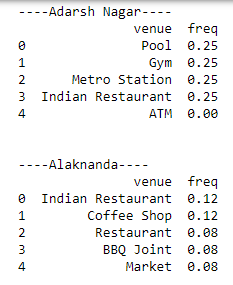 ----Adarsh Nagar----
venue freq
0 Pool 0.25
1 Gym 0.25
2 Metro Station 0.25
3 Indian Restaurant 0.25
4 ATM 0.00
----Alaknanda----
venue freq
0 Indian Restaurant 0.12
1 Coffee Shop 0.12
2 Restaurant 0.08
3 BBQ Joint 0.08
4 Market 0.08